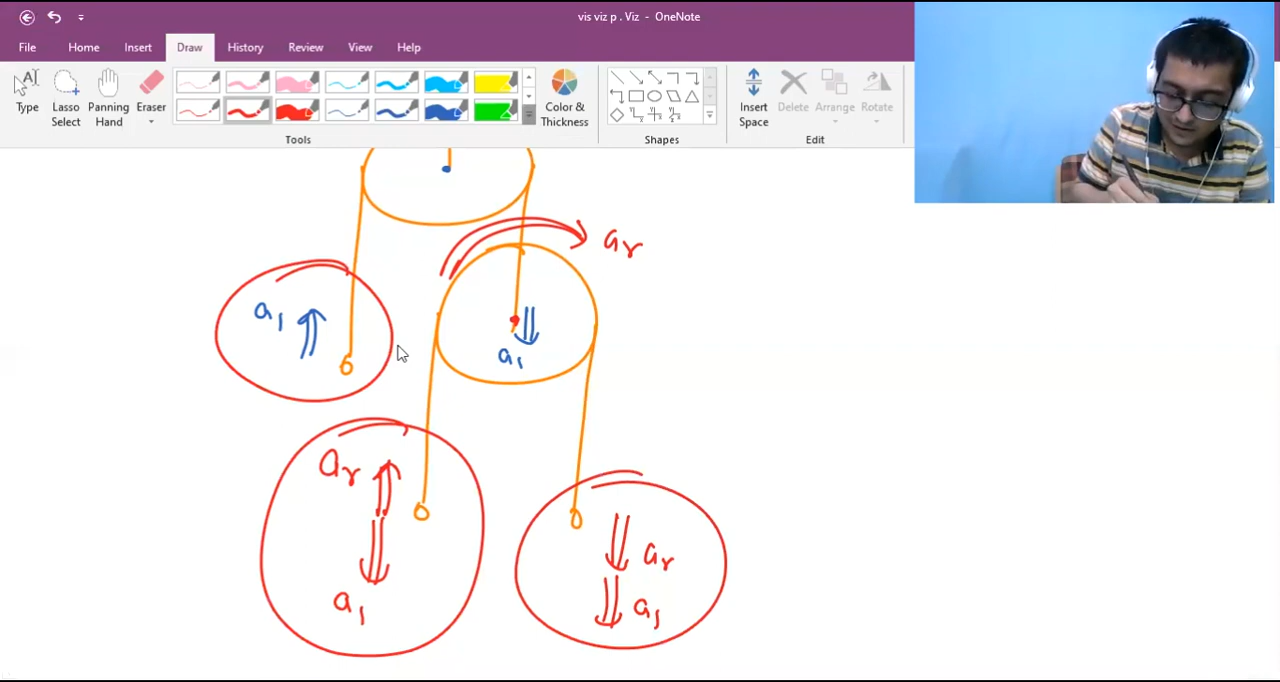 vis viz p . Viz - OneNote
File Home Insert Draw History Review View Help
Type
Lasso Select
Panning Hand
Eraser
Color & Thickness
Insert Space
Delete
Arrange
Rotate
Tools
Shapes
Edit
ar
a1
a1
ar
a1
ar
a1